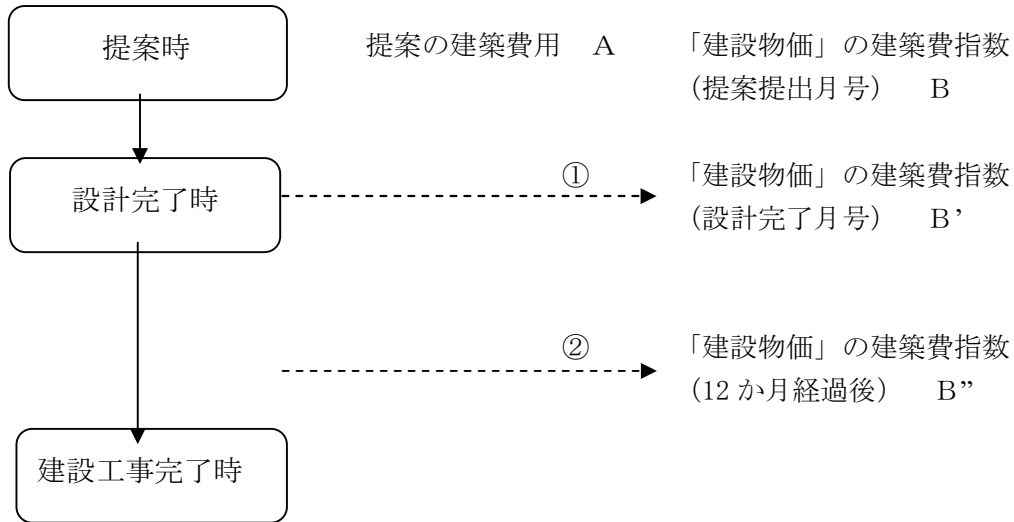 提案時
提案の建築費用 A
「建設物価」の建築費指数
(提案提出月号) B
設計完了時
①
「建設物価」の建築費指数
(設計完了月号) B’
②
「建設物価」の建築費指数
(12 か月経過後) B”
建設工事完了時